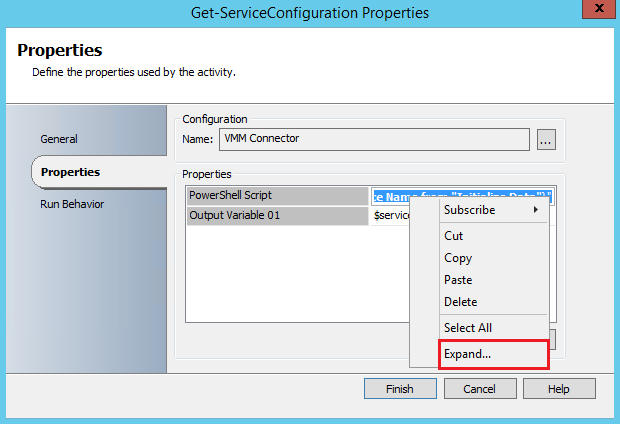 Get-ServiceConfiguration Properties
x
Properties
Define the properties used by the activity.
General
Properties
Run Behavior
Configuration
Name: VMM Connector ...
Properties
PowerShell Script ce Name from "Initialize Data"}"
Output Variable 01 $service
Subscribe
Cut
Copy
Paste
Delete
Select All
Expand...
Finish Cancel Help